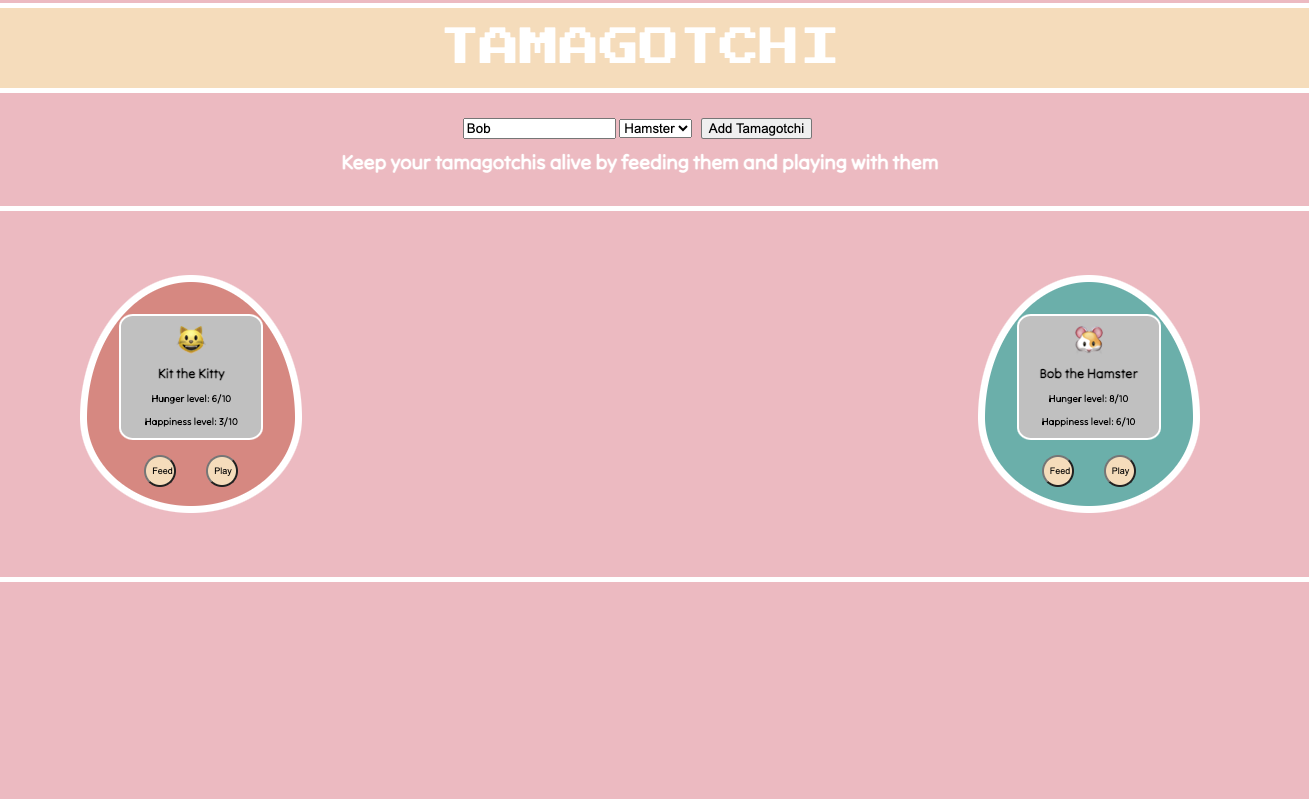 TAMAGOTCHI
Bob Hamster Add Tamagotchi
Keep your tamagotchis alive by feeding them and playing with them
Kit the Kitty
Hunger level: 6/10
Happiness level: 3/10
Feed Play
Bob the Hamster
Hunger level: 8/10
Happiness level: 6/10
Feed Play